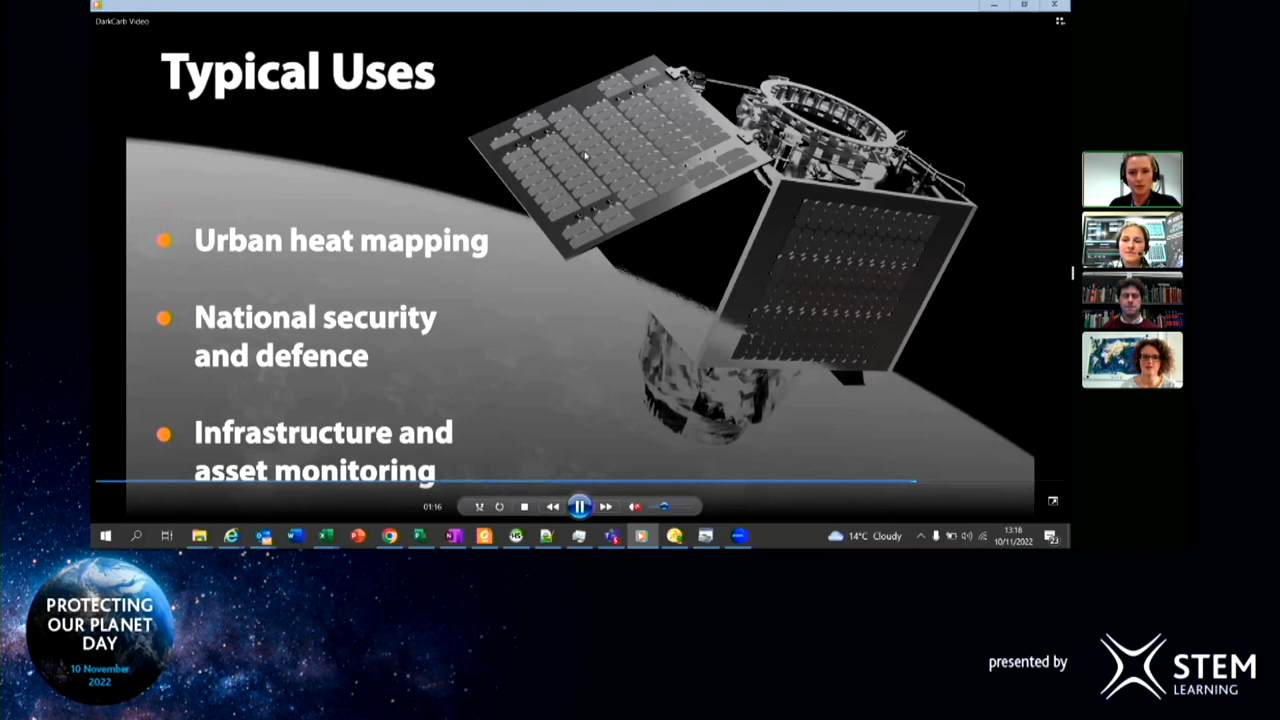 DarkCarb Video
Typical Uses
Urban heat mapping
National security
and defence
Infrastructure and
asset monitoring
01:16
14°C Cloudy
13:18
10/11/2022
23
PROTECTING
OUR PLANET
DAY
10 November
2022
presented by
STEM
LEARNING